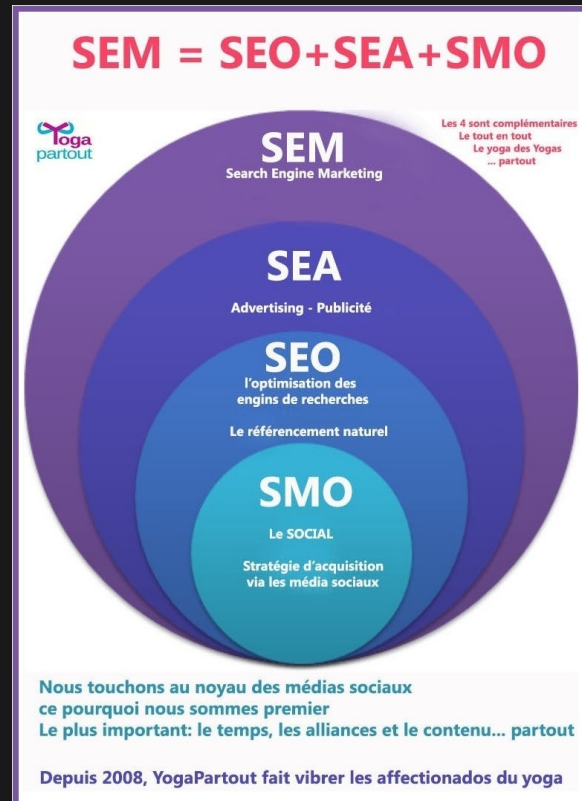 SEM = SEO+SEA+SMO
Yoga
partout
Les 4 sont complémentaires
Le tout en tout
Le yoga des Yogas
... partout
SEM
Search Engine Marketing
SEA
Advertising - Publicité
SEO
l'optimisation des
engins de recherches
Le référencement naturel
SMO
Le SOCIAL
Stratégie d'acquisition
via les média sociaux
Nous touchons au noyau des médias sociaux
ce pourquoi nous sommes premier
Le plus important: le temps, les alliances et le contenu... partout
Depuis 2008, YogaPartout fait vibrer les affectionados du yoga